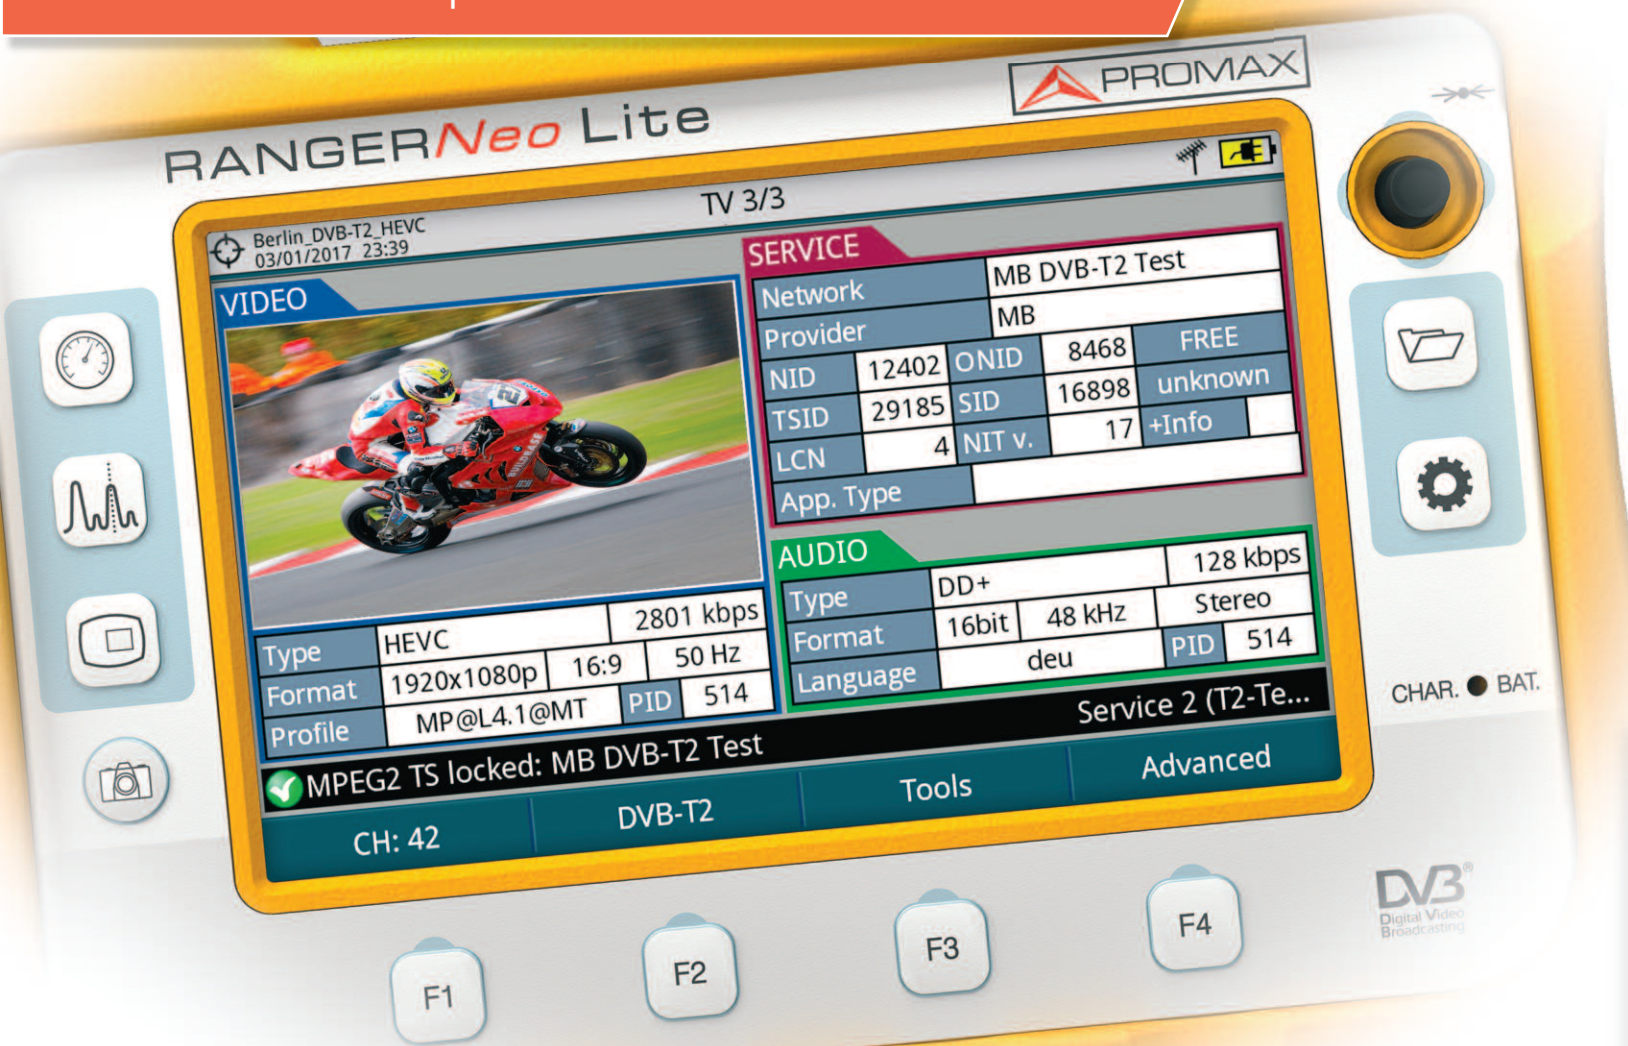 PROMAX
RANGERNeo Lite
TV 3/3
Berlin_DVB-T2_HEVC
03/01/2017 23:39
VIDEO
Type HEVC 2801 kbps
Format 1920x1080p 16:9 50 Hz
Profile MP@L4.1@MT PID 514
SERVICE
Network MB DVB-T2 Test
Provider MB
NID 12402 ONID 8468 FREE
TSID 29185 SID 16898 unknown
LCN 4 NIT v. 17 +Info
App. Type
AUDIO
Type DD+ 128 kbps
Format 16bit 48 kHz Stereo
Language deu PID 514
MPEG2 TS locked: MB DVB-T2 Test Service 2 (T2-Te...
CH: 42 DVB-T2 Tools Advanced
CHAR. BAT.
F1 F2 F3 F4
DVB®
Digital Video
Broadcasting